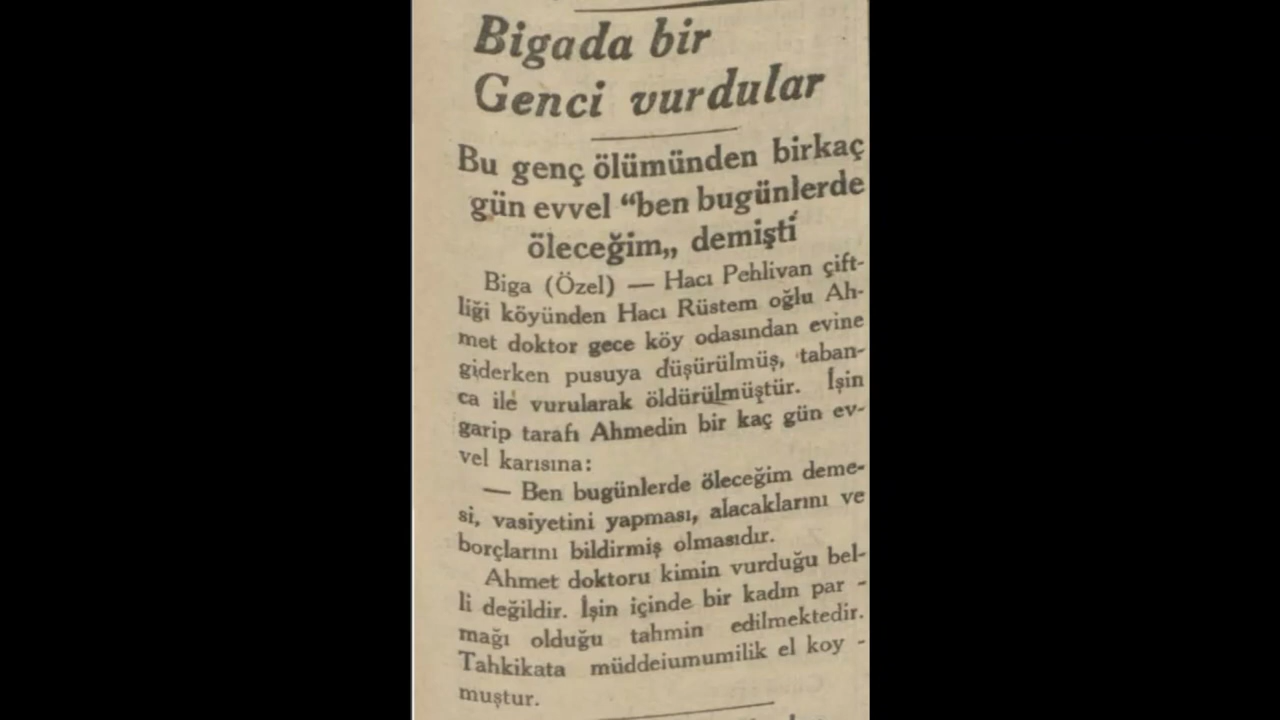 Bigada bir
Genci vurdular
Bu genç ölümünden birkaç
gün evvel “ben bugünlerde
öleceğim„ demişti
Biga (Özel) — Hacı Pehlivan çift-
liği köyünden Hacı Rüstem oğlu Ah-
met doktor gece köy odasından evine
giderken pusuya düşürülmüş, taban-
ca ile vurularak öldürülmüştür. İşin
garip tarafı Ahmedin bir kaç gün ev-
vel karısına:
— Ben bugünlerde öleceğim deme-
si, vasiyetini yapması, alacaklarını ve
borçlarını bildirmiş olmasıdır.
Ahmet doktoru kimin vurduğu bel-
li değildir. İşin içinde bir kadın par -
mağı olduğu tahmin edilmektedir.
Tahkikata müddeiumumilik el koy -
muştur.